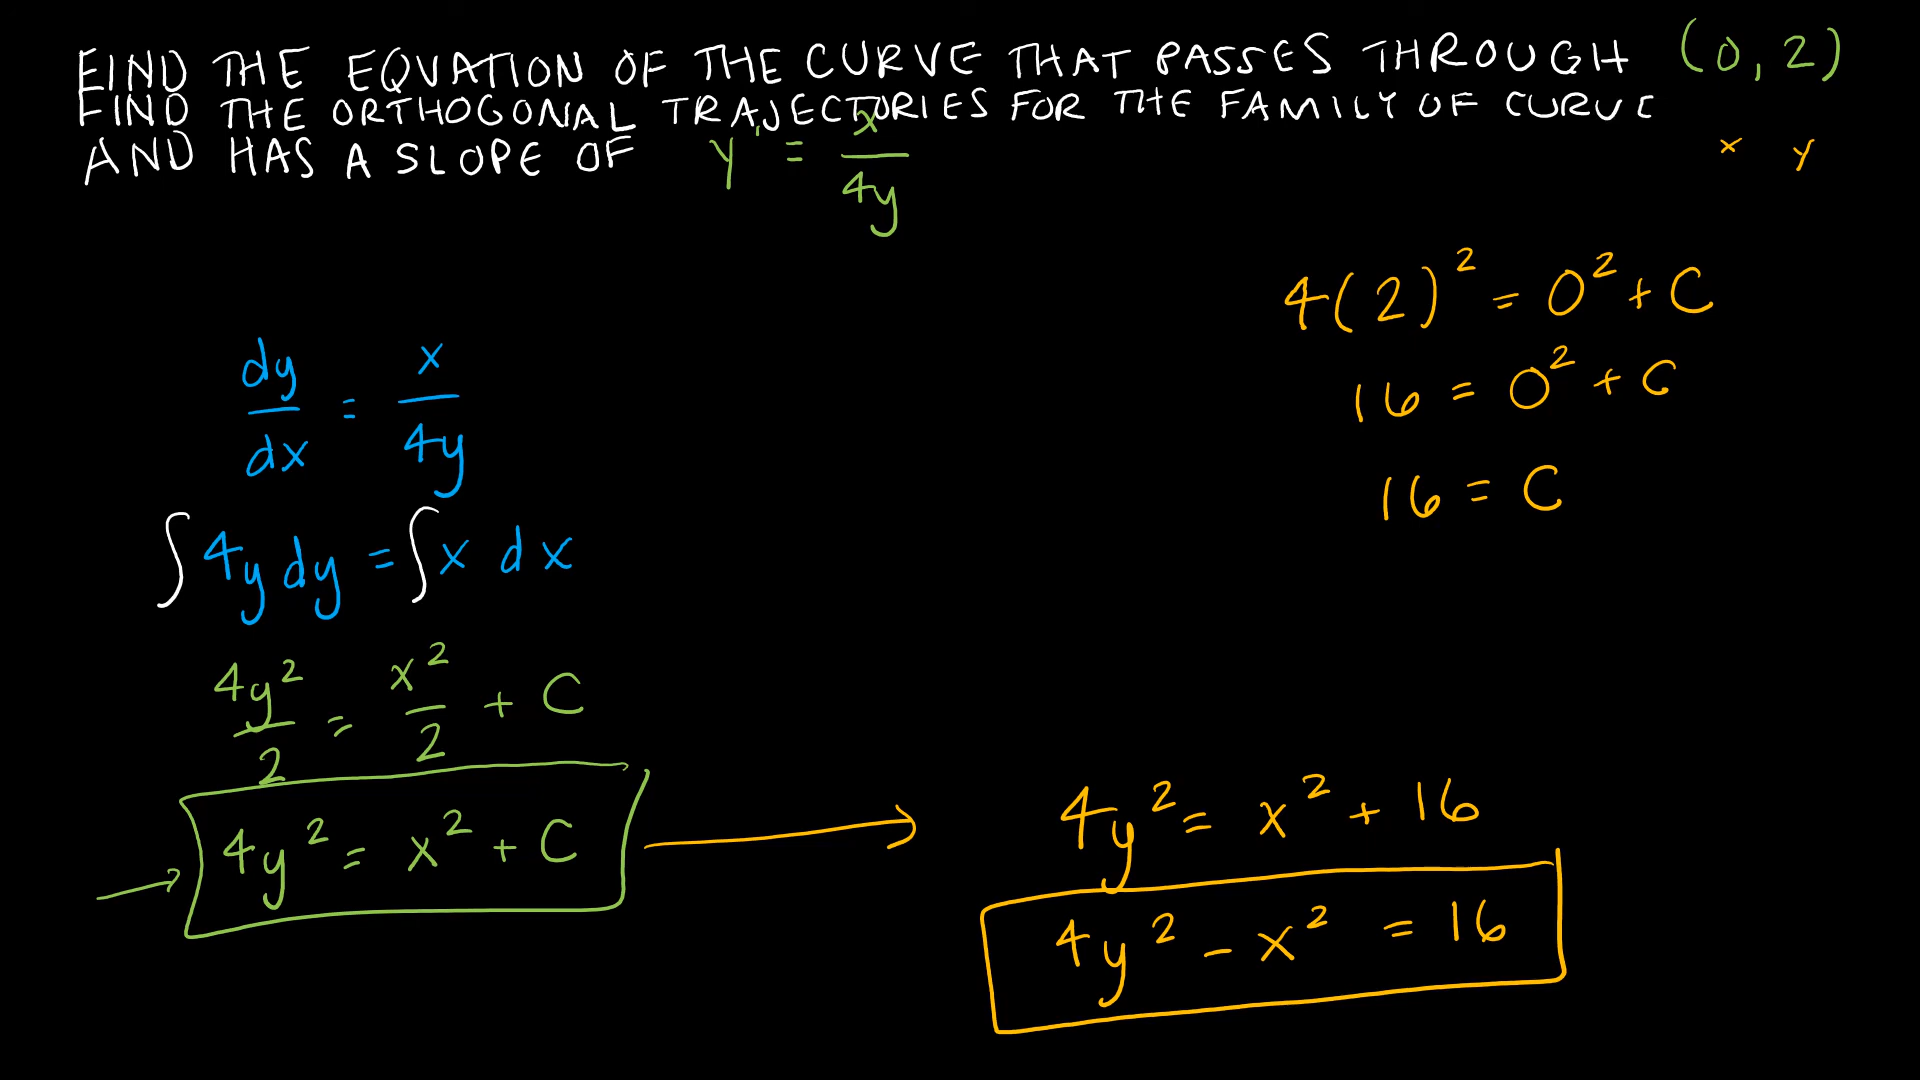 FIND THE EQUATION OF THE CURVE THAT PASSES THROUGH (0, 2)
FIND THE ORTHOGONAL TRAJECTORIES FOR THE FAMILY OF CURVE
AND HAS A SLOPE OF y' = x/4y
x y
dy/dx = x/4y
∫ 4y dy = ∫ x dx
4y²/2 = x²/2 + C
4y² = x² + C
4(2)² = 0² + C
16 = 0² + C
16 = C
4y² = x² + 16
4y² - x² = 16